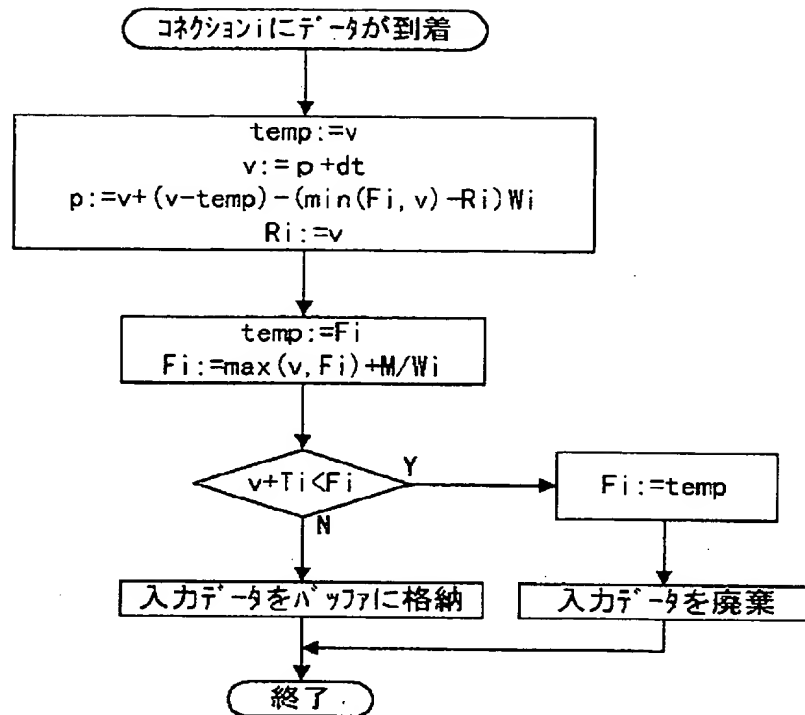 コネクションiにデータが到着
temp:=v
v:=p+dt
p:=v+(v-temp)-(min(Fi,v)-Ri)Wi
Ri:=v
temp:=Fi
Fi:=max(v,Fi)+M/Wi
v+Ti<Fi
Y
N
Fi:=temp
入力データをバッファに格納
入力データを廃棄
終了